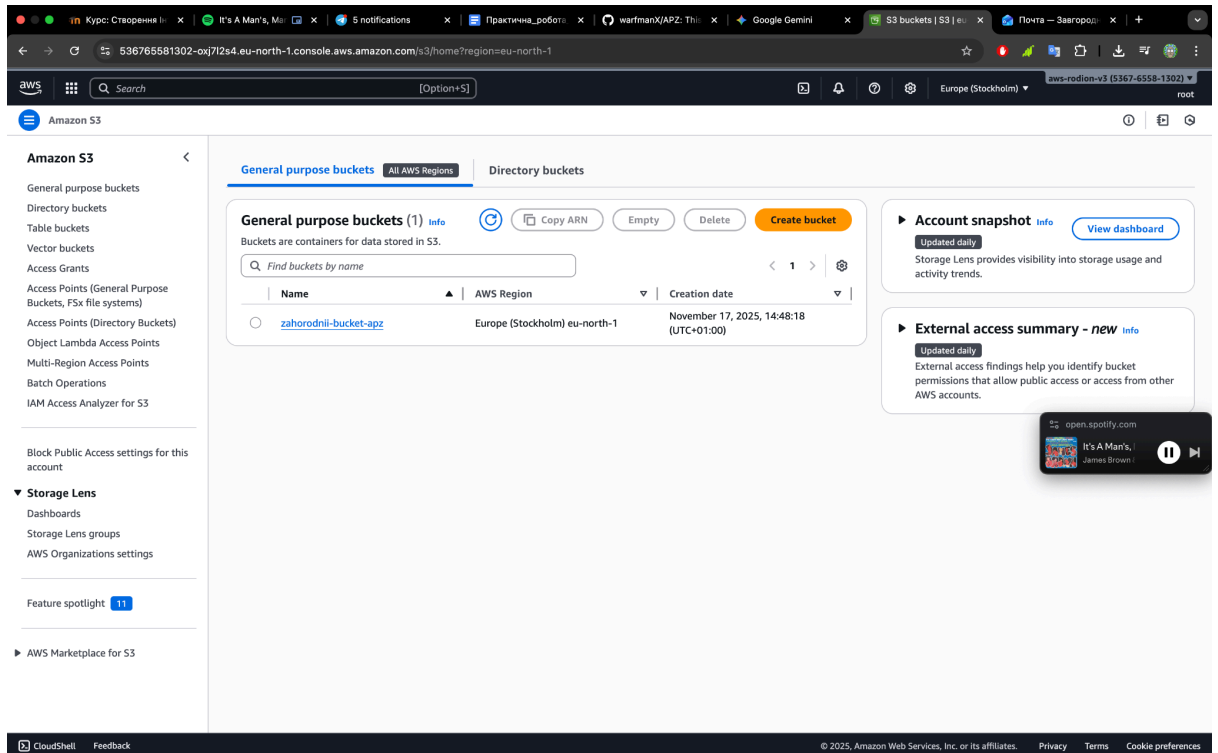 Курс: Створення Ін
It's A Man's, Man
5 notifications
Практична_робота
warfmanX/APZ: This
Google Gemini
S3 buckets | S3 | eu
Почта — Завгород
536765581302-oxj7l2s4.eu-north-1.console.aws.amazon.com/s3/home?region=eu-north-1
aws
Search
[Option+S]
Europe (Stockholm)
aws-rodion-v3 (5367-6558-1302)
root
Amazon S3
Amazon S3
General purpose buckets
Directory buckets
Table buckets
Vector buckets
Access Grants
Access Points (General Purpose
Buckets, FSx file systems)
Access Points (Directory Buckets)
Object Lambda Access Points
Multi-Region Access Points
Batch Operations
IAM Access Analyzer for S3
Block Public Access settings for this
account
Storage Lens
Dashboards
Storage Lens groups
AWS Organizations settings
Feature spotlight 11
AWS Marketplace for S3
General purpose buckets All AWS Regions
Directory buckets
General purpose buckets (1) Info
Copy ARN
Empty
Delete
Create bucket
Buckets are containers for data stored in S3.
Find buckets by name
1
Name
AWS Region
Creation date
zahorodnii-bucket-apz
Europe (Stockholm) eu-north-1
November 17, 2025, 14:48:18
(UTC+01:00)
Account snapshot Info
View dashboard
Updated daily
Storage Lens provides visibility into storage usage and
activity trends.
External access summary - new Info
Updated daily
External access findings help you identify bucket
permissions that allow public access or access from other
AWS accounts.
open.spotify.com
It's A Man's,
James Brown
CloudShell
Feedback
© 2025, Amazon Web Services, Inc. or its affiliates.
Privacy
Terms
Cookie preferences